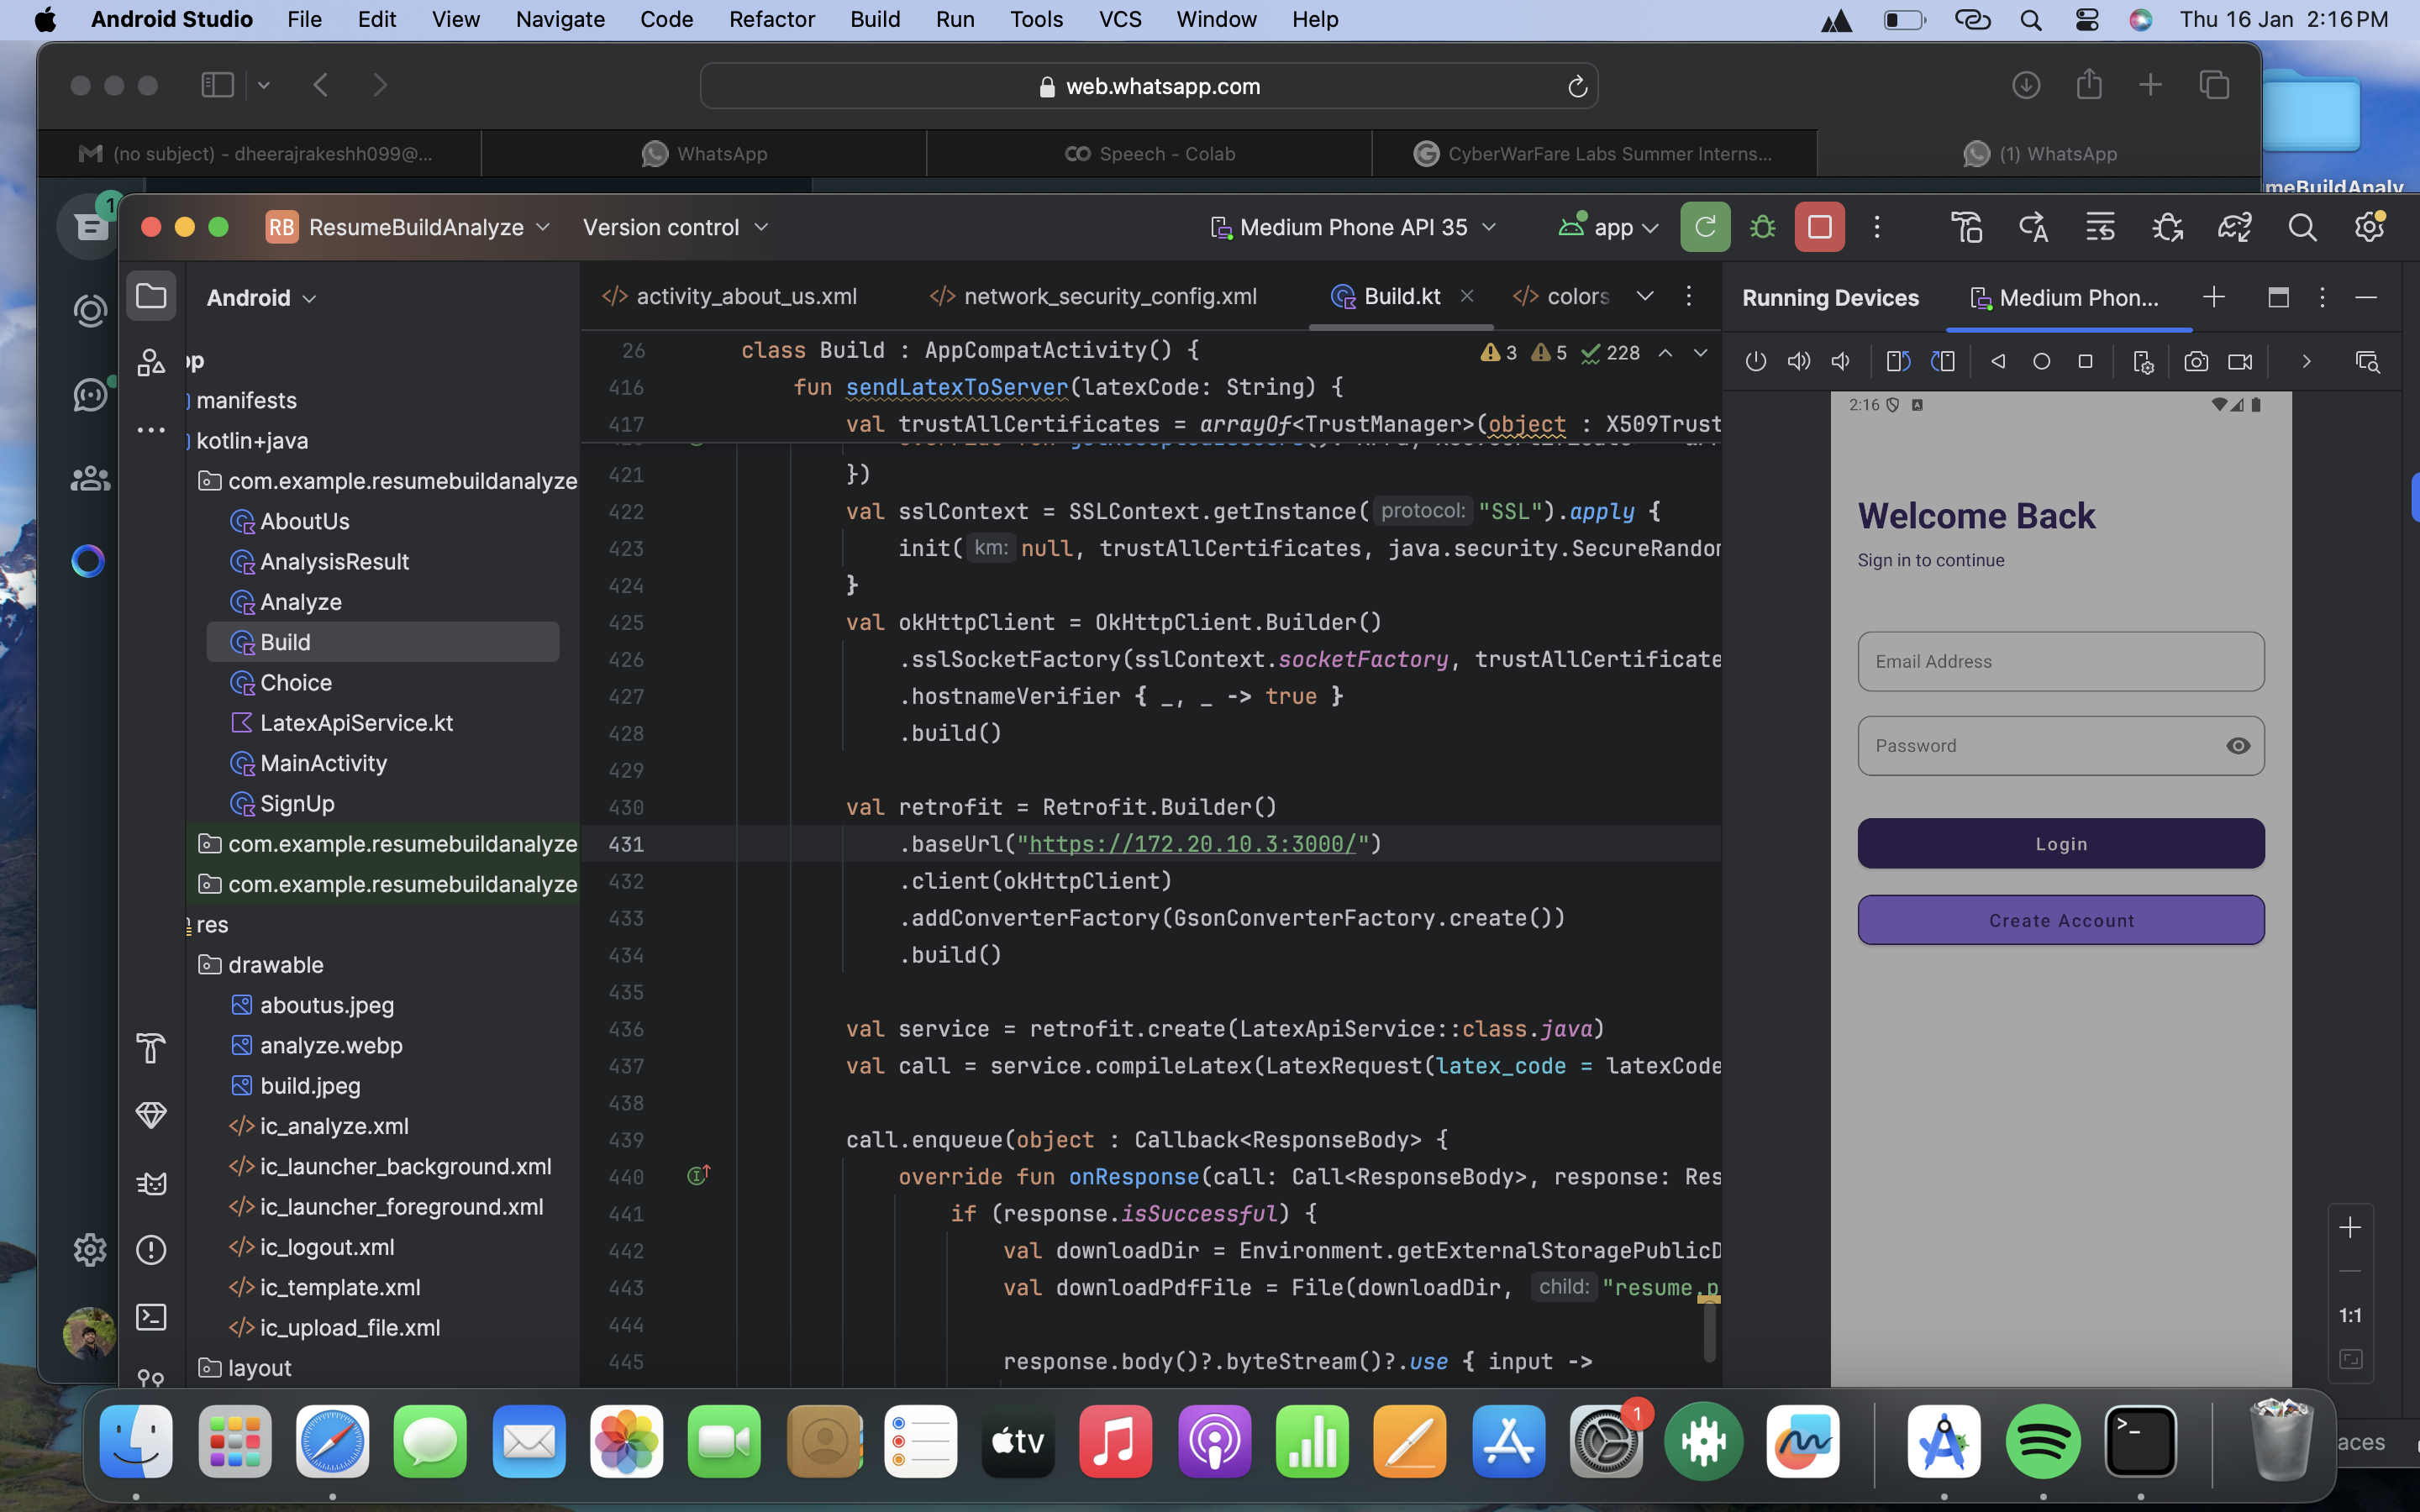 Android Studio File Edit View Navigate Code Refactor Build Run Tools VCS Window Help Thu 16 Jan 2:16 PM
web.whatsapp.com
(no subject) - dheerajrakeshh099@... WhatsApp Speech - Colab CyberWarFare Labs Summer Interns... (1) WhatsApp
meBuildAnaly
1
RB ResumeBuildAnalyze Version control Medium Phone API 35 app
Android
activity_about_us.xml network_security_config.xml Build.kt colors
Running Devices Medium Phon...
pp
manifests
kotlin+java
com.example.resumebuildanalyze
AboutUs
AnalysisResult
Analyze
Build
Choice
LatexApiService.kt
MainActivity
SignUp
com.example.resumebuildanalyze
com.example.resumebuildanalyze
res
drawable
aboutus.jpeg
analyze.webp
build.jpeg
ic_analyze.xml
ic_launcher_background.xml
ic_launcher_foreground.xml
ic_logout.xml
ic_template.xml
ic_upload_file.xml
layout
26 class Build : AppCompatActivity() { 3 5 228
416 fun sendLatexToServer(latexCode: String) {
417 val trustAllCertificates = arrayOf<TrustManager>(object : X509Trust
421 })
422 val sslContext = SSLContext.getInstance( protocol: "SSL").apply {
423 init( km: null, trustAllCertificates, java.security.SecureRandom
424 }
425 val okHttpClient = OkHttpClient.Builder()
426 .sslSocketFactory(sslContext.socketFactory, trustAllCertificate
427 .hostnameVerifier { _, _ -> true }
428 .build()
429
430 val retrofit = Retrofit.Builder()
431 .baseUrl("https://172.20.10.3:3000/")
432 .client(okHttpClient)
433 .addConverterFactory(GsonConverterFactory.create())
434 .build()
435
436 val service = retrofit.create(LatexApiService::class.java)
437 val call = service.compileLatex(LatexRequest(latex_code = latexCode
438
439 call.enqueue(object : Callback<ResponseBody> {
440 override fun onResponse(call: Call<ResponseBody>, response: Res
441 if (response.isSuccessful) {
442 val downloadDir = Environment.getExternalStoragePublicD
443 val downloadPdfFile = File(downloadDir, child: "resume.p
444
445 response.body()?.byteStream()?.use { input ->
2:16
Welcome Back
Sign in to continue
Email Address
Password
Login
Create Account
1:1
tv
1
aces